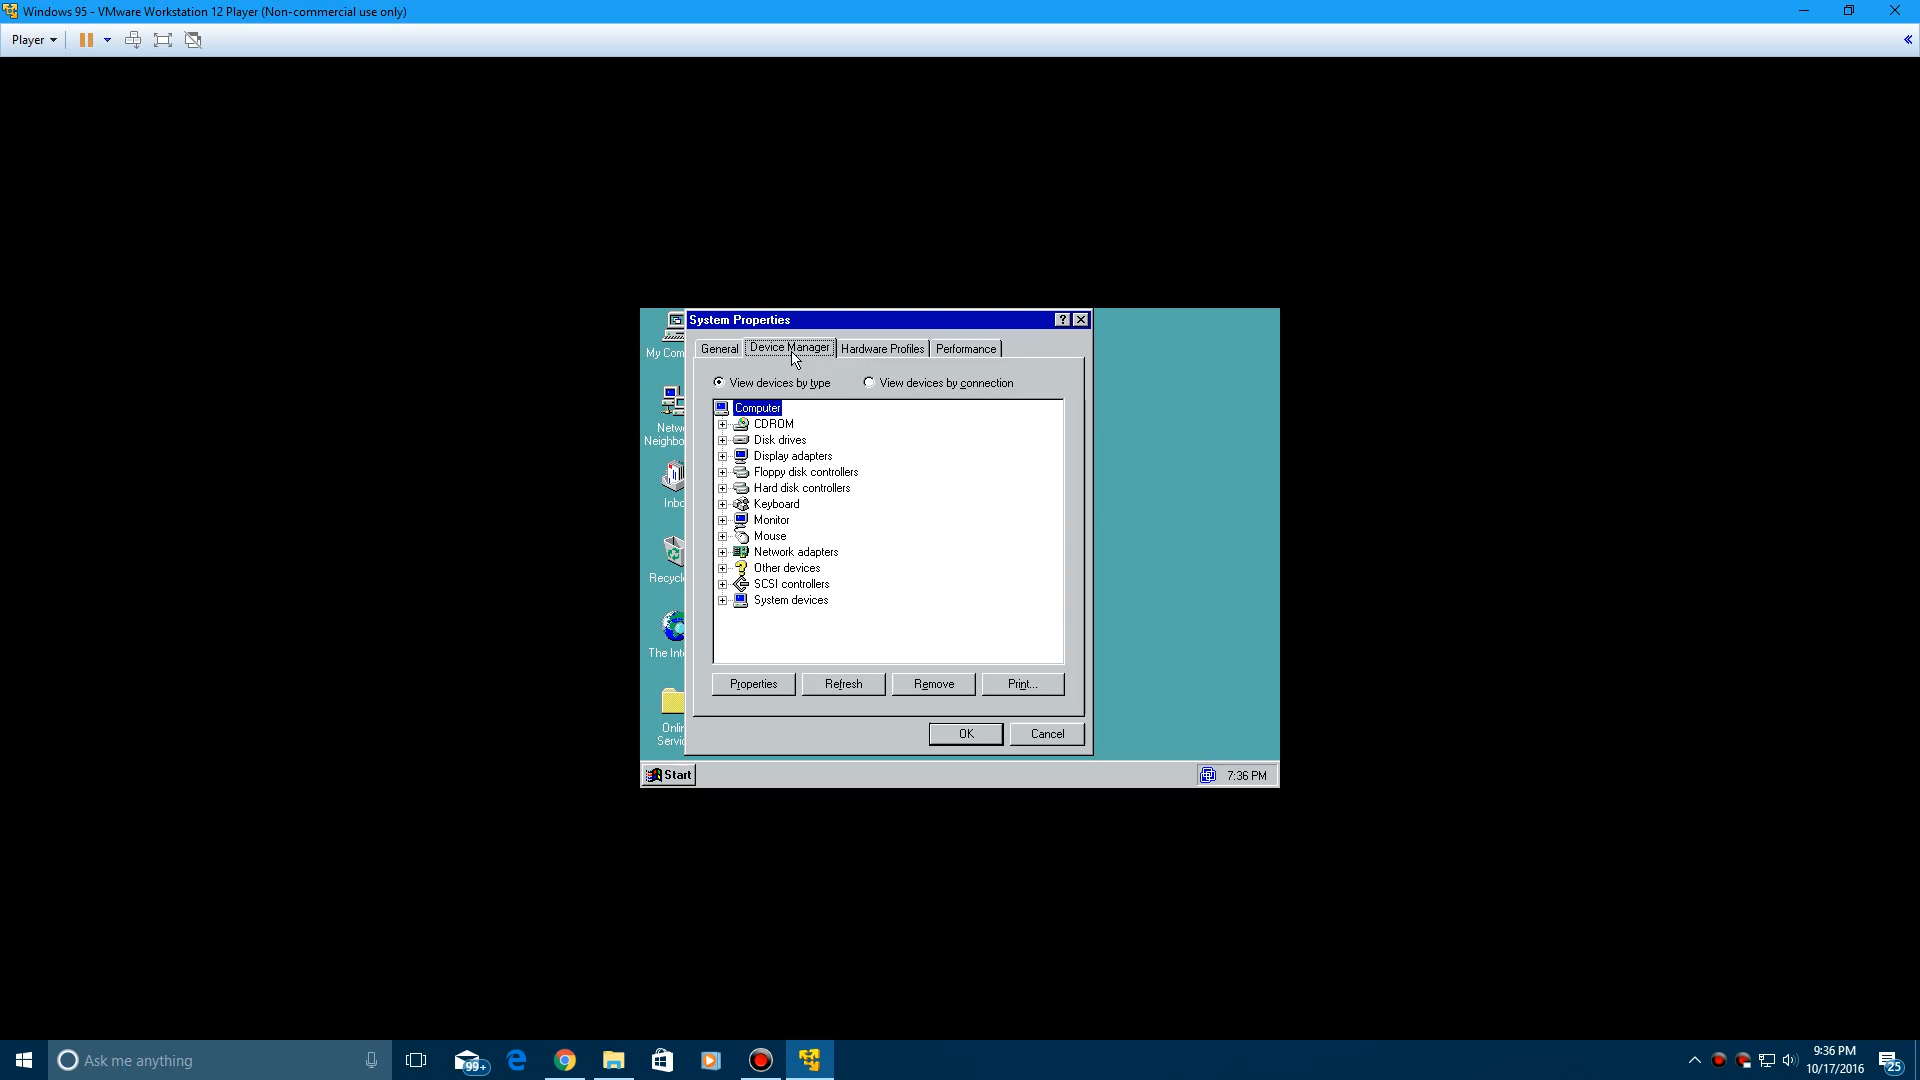 Windows 95 - VMware Workstation 12 Player (Non-commercial use only)
Player
System Properties
General Device Manager Hardware Profiles Performance
View devices by type View devices by connection
Computer
CDROM
Disk drives
Display adapters
Floppy disk controllers
Hard disk controllers
Keyboard
Monitor
Mouse
Network adapters
Other devices
SCSI controllers
System devices
Properties Refresh Remove Print...
OK Cancel
My Com
Netw
Neighbo
Inbo
Recycle
The Inte
Onlin
Servic
Start
7:36 PM
Ask me anything
99+
9:36 PM
10/17/2016
25